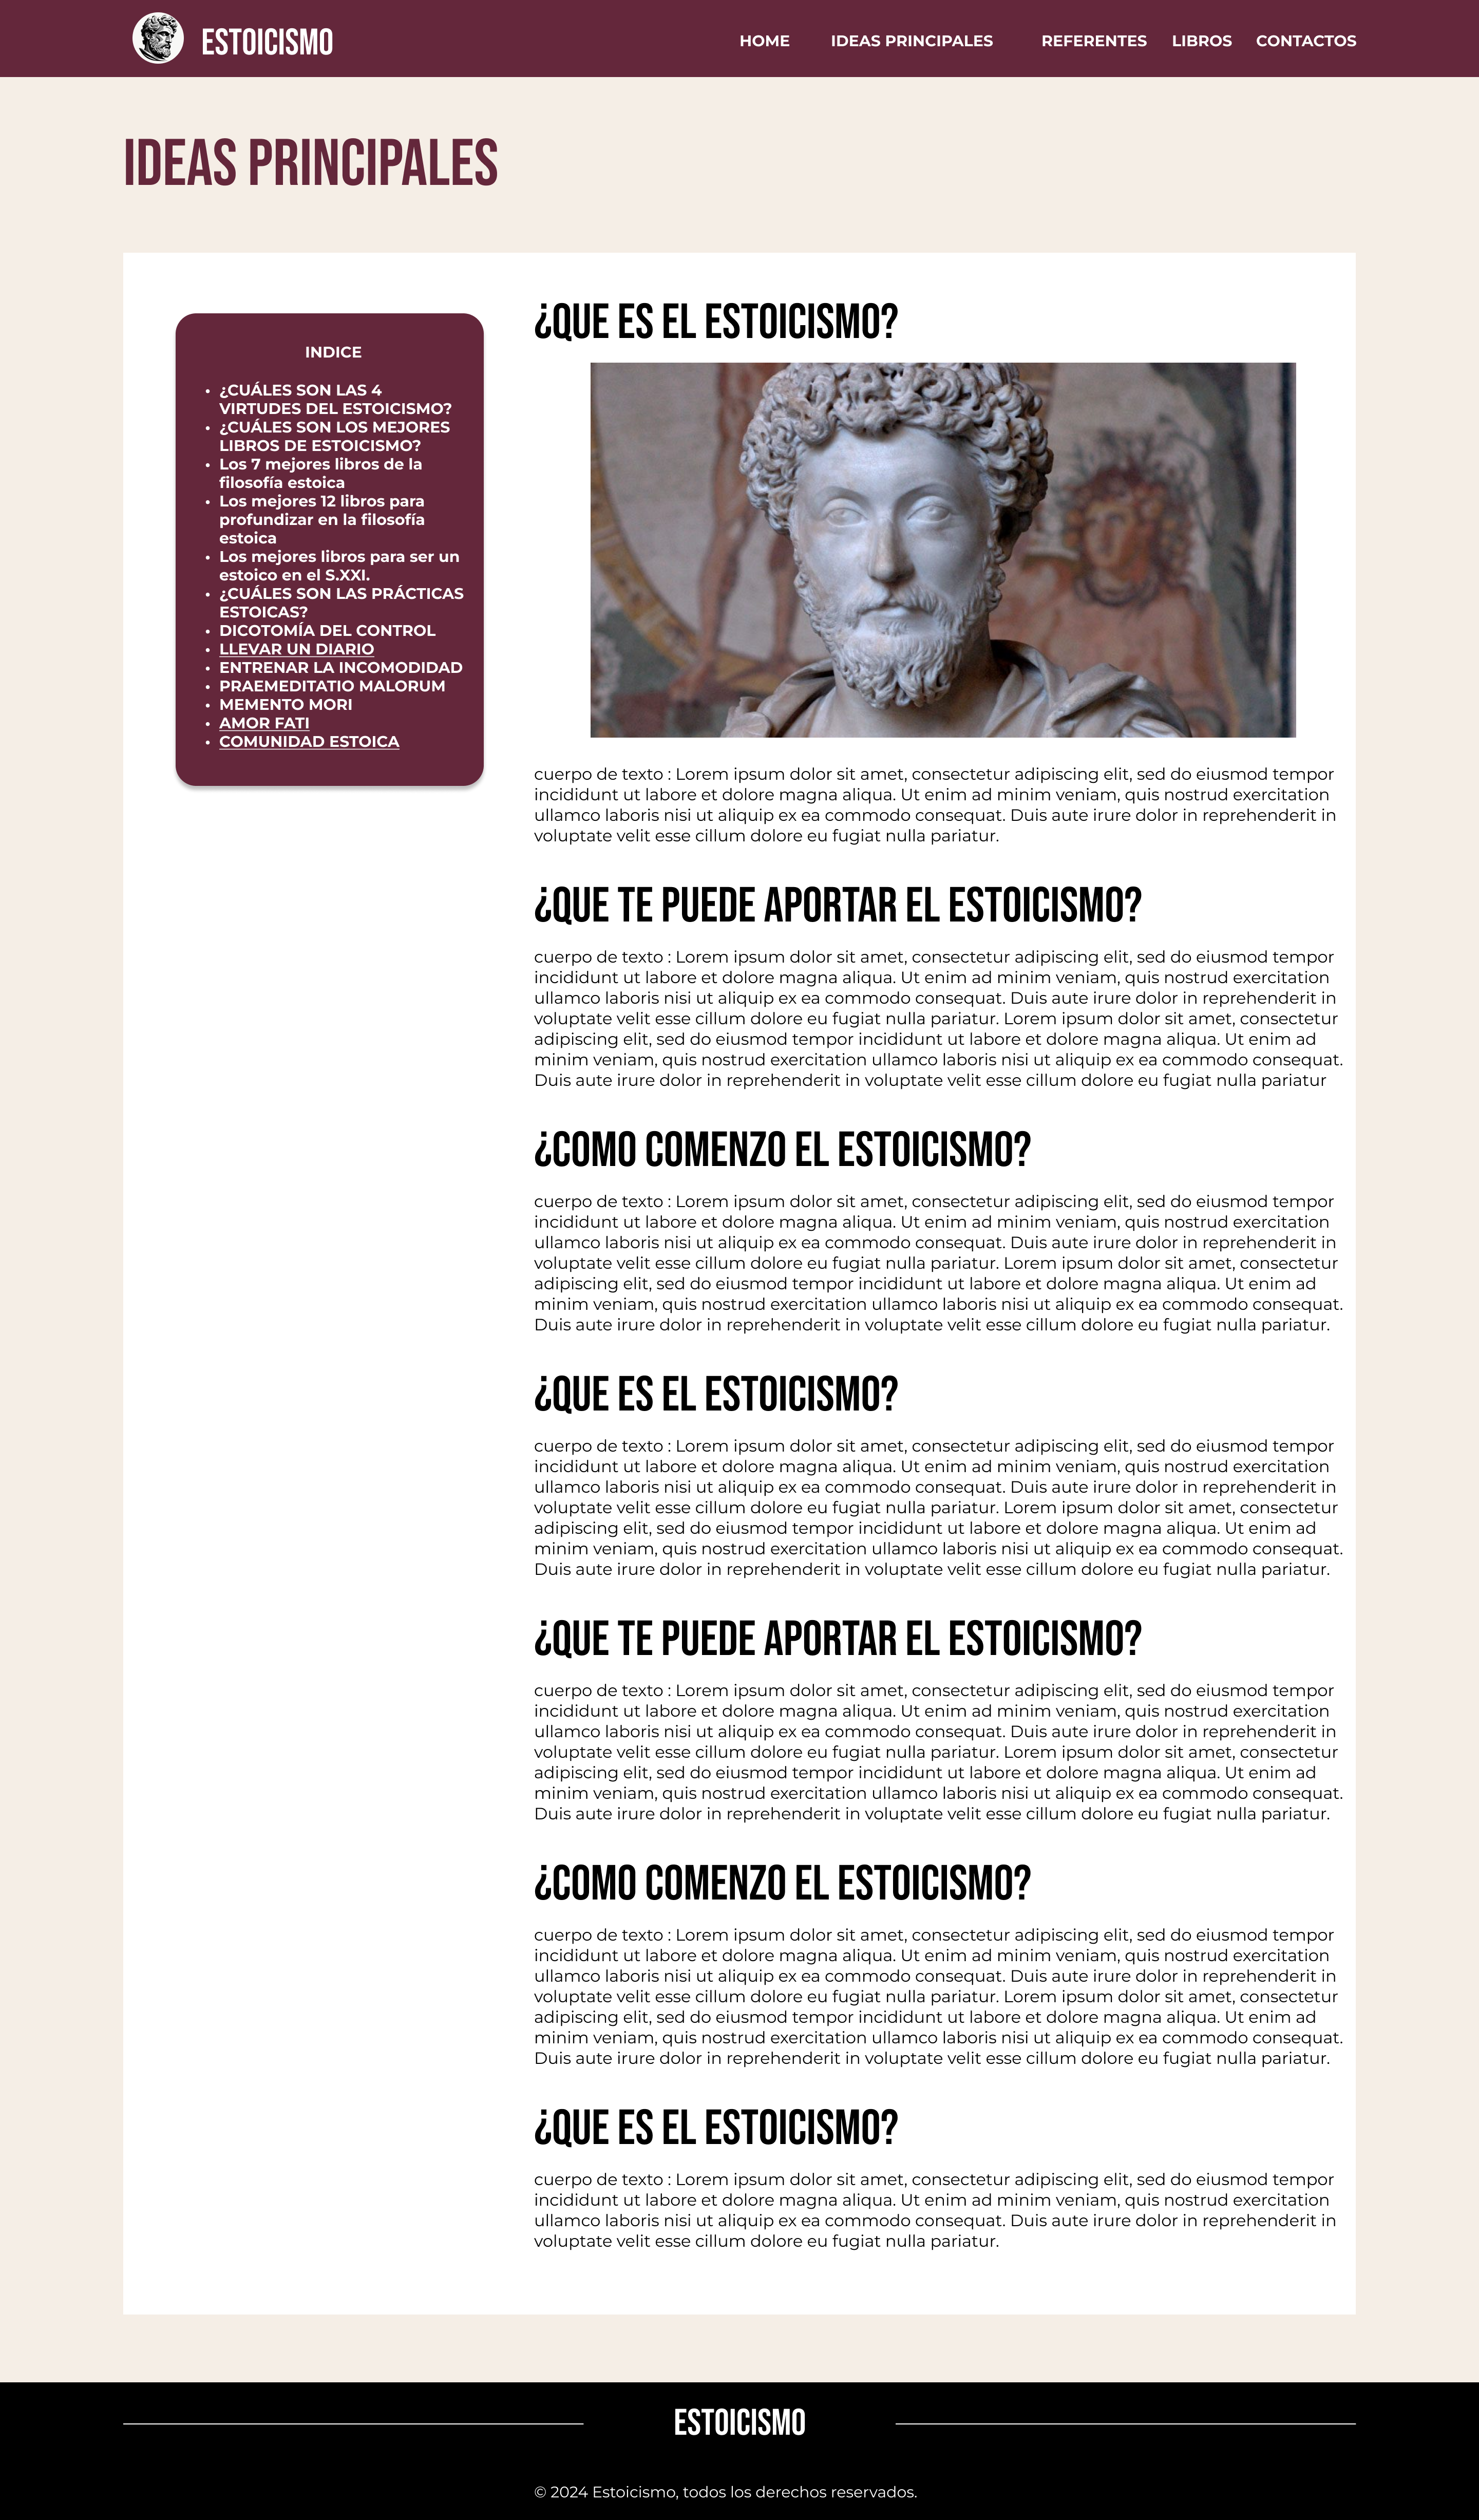 ESTOICISMO
HOME IDEAS PRINCIPALES REFERENTES LIBROS CONTACTOS
IDEAS PRINCIPALES
INDICE
• ¿CUÁLES SON LAS 4
VIRTUDES DEL ESTOICISMO?
• ¿CUÁLES SON LOS MEJORES
LIBROS DE ESTOICISMO?
• Los 7 mejores libros de la
filosofía estoica
• Los mejores 12 libros para
profundizar en la filosofía
estoica
• Los mejores libros para ser un
estoico en el S.XXI.
• ¿CUÁLES SON LAS PRÁCTICAS
ESTOICAS?
• DICOTOMÍA DEL CONTROL
• LLEVAR UN DIARIO
• ENTRENAR LA INCOMODIDAD
• PRAEMEDITATIO MALORUM
• MEMENTO MORI
• AMOR FATI
• COMUNIDAD ESTOICA
¿QUE ES EL ESTOICISMO?
cuerpo de texto : Lorem ipsum dolor sit amet, consectetur adipiscing elit, sed do eiusmod tempor
incididunt ut labore et dolore magna aliqua. Ut enim ad minim veniam, quis nostrud exercitation
ullamco laboris nisi ut aliquip ex ea commodo consequat. Duis aute irure dolor in reprehenderit in
voluptate velit esse cillum dolore eu fugiat nulla pariatur.
¿QUE TE PUEDE APORTAR EL ESTOICISMO?
cuerpo de texto : Lorem ipsum dolor sit amet, consectetur adipiscing elit, sed do eiusmod tempor
incididunt ut labore et dolore magna aliqua. Ut enim ad minim veniam, quis nostrud exercitation
ullamco laboris nisi ut aliquip ex ea commodo consequat. Duis aute irure dolor in reprehenderit in
voluptate velit esse cillum dolore eu fugiat nulla pariatur. Lorem ipsum dolor sit amet, consectetur
adipiscing elit, sed do eiusmod tempor incididunt ut labore et dolore magna aliqua. Ut enim ad
minim veniam, quis nostrud exercitation ullamco laboris nisi ut aliquip ex ea commodo consequat.
Duis aute irure dolor in reprehenderit in voluptate velit esse cillum dolore eu fugiat nulla pariatur
¿COMO COMENZO EL ESTOICISMO?
cuerpo de texto : Lorem ipsum dolor sit amet, consectetur adipiscing elit, sed do eiusmod tempor
incididunt ut labore et dolore magna aliqua. Ut enim ad minim veniam, quis nostrud exercitation
ullamco laboris nisi ut aliquip ex ea commodo consequat. Duis aute irure dolor in reprehenderit in
voluptate velit esse cillum dolore eu fugiat nulla pariatur. Lorem ipsum dolor sit amet, consectetur
adipiscing elit, sed do eiusmod tempor incididunt ut labore et dolore magna aliqua. Ut enim ad
minim veniam, quis nostrud exercitation ullamco laboris nisi ut aliquip ex ea commodo consequat.
Duis aute irure dolor in reprehenderit in voluptate velit esse cillum dolore eu fugiat nulla pariatur.
¿QUE ES EL ESTOICISMO?
cuerpo de texto : Lorem ipsum dolor sit amet, consectetur adipiscing elit, sed do eiusmod tempor
incididunt ut labore et dolore magna aliqua. Ut enim ad minim veniam, quis nostrud exercitation
ullamco laboris nisi ut aliquip ex ea commodo consequat. Duis aute irure dolor in reprehenderit in
voluptate velit esse cillum dolore eu fugiat nulla pariatur. Lorem ipsum dolor sit amet, consectetur
adipiscing elit, sed do eiusmod tempor incididunt ut labore et dolore magna aliqua. Ut enim ad
minim veniam, quis nostrud exercitation ullamco laboris nisi ut aliquip ex ea commodo consequat.
Duis aute irure dolor in reprehenderit in voluptate velit esse cillum dolore eu fugiat nulla pariatur.
¿QUE TE PUEDE APORTAR EL ESTOICISMO?
cuerpo de texto : Lorem ipsum dolor sit amet, consectetur adipiscing elit, sed do eiusmod tempor
incididunt ut labore et dolore magna aliqua. Ut enim ad minim veniam, quis nostrud exercitation
ullamco laboris nisi ut aliquip ex ea commodo consequat. Duis aute irure dolor in reprehenderit in
voluptate velit esse cillum dolore eu fugiat nulla pariatur. Lorem ipsum dolor sit amet, consectetur
adipiscing elit, sed do eiusmod tempor incididunt ut labore et dolore magna aliqua. Ut enim ad
minim veniam, quis nostrud exercitation ullamco laboris nisi ut aliquip ex ea commodo consequat.
Duis aute irure dolor in reprehenderit in voluptate velit esse cillum dolore eu fugiat nulla pariatur.
¿COMO COMENZO EL ESTOICISMO?
cuerpo de texto : Lorem ipsum dolor sit amet, consectetur adipiscing elit, sed do eiusmod tempor
incididunt ut labore et dolore magna aliqua. Ut enim ad minim veniam, quis nostrud exercitation
ullamco laboris nisi ut aliquip ex ea commodo consequat. Duis aute irure dolor in reprehenderit in
voluptate velit esse cillum dolore eu fugiat nulla pariatur. Lorem ipsum dolor sit amet, consectetur
adipiscing elit, sed do eiusmod tempor incididunt ut labore et dolore magna aliqua. Ut enim ad
minim veniam, quis nostrud exercitation ullamco laboris nisi ut aliquip ex ea commodo consequat.
Duis aute irure dolor in reprehenderit in voluptate velit esse cillum dolore eu fugiat nulla pariatur.
¿QUE ES EL ESTOICISMO?
cuerpo de texto : Lorem ipsum dolor sit amet, consectetur adipiscing elit, sed do eiusmod tempor
incididunt ut labore et dolore magna aliqua. Ut enim ad minim veniam, quis nostrud exercitation
ullamco laboris nisi ut aliquip ex ea commodo consequat. Duis aute irure dolor in reprehenderit in
voluptate velit esse cillum dolore eu fugiat nulla pariatur.
ESTOICISMO
© 2024 Estoicismo, todos los derechos reservados.